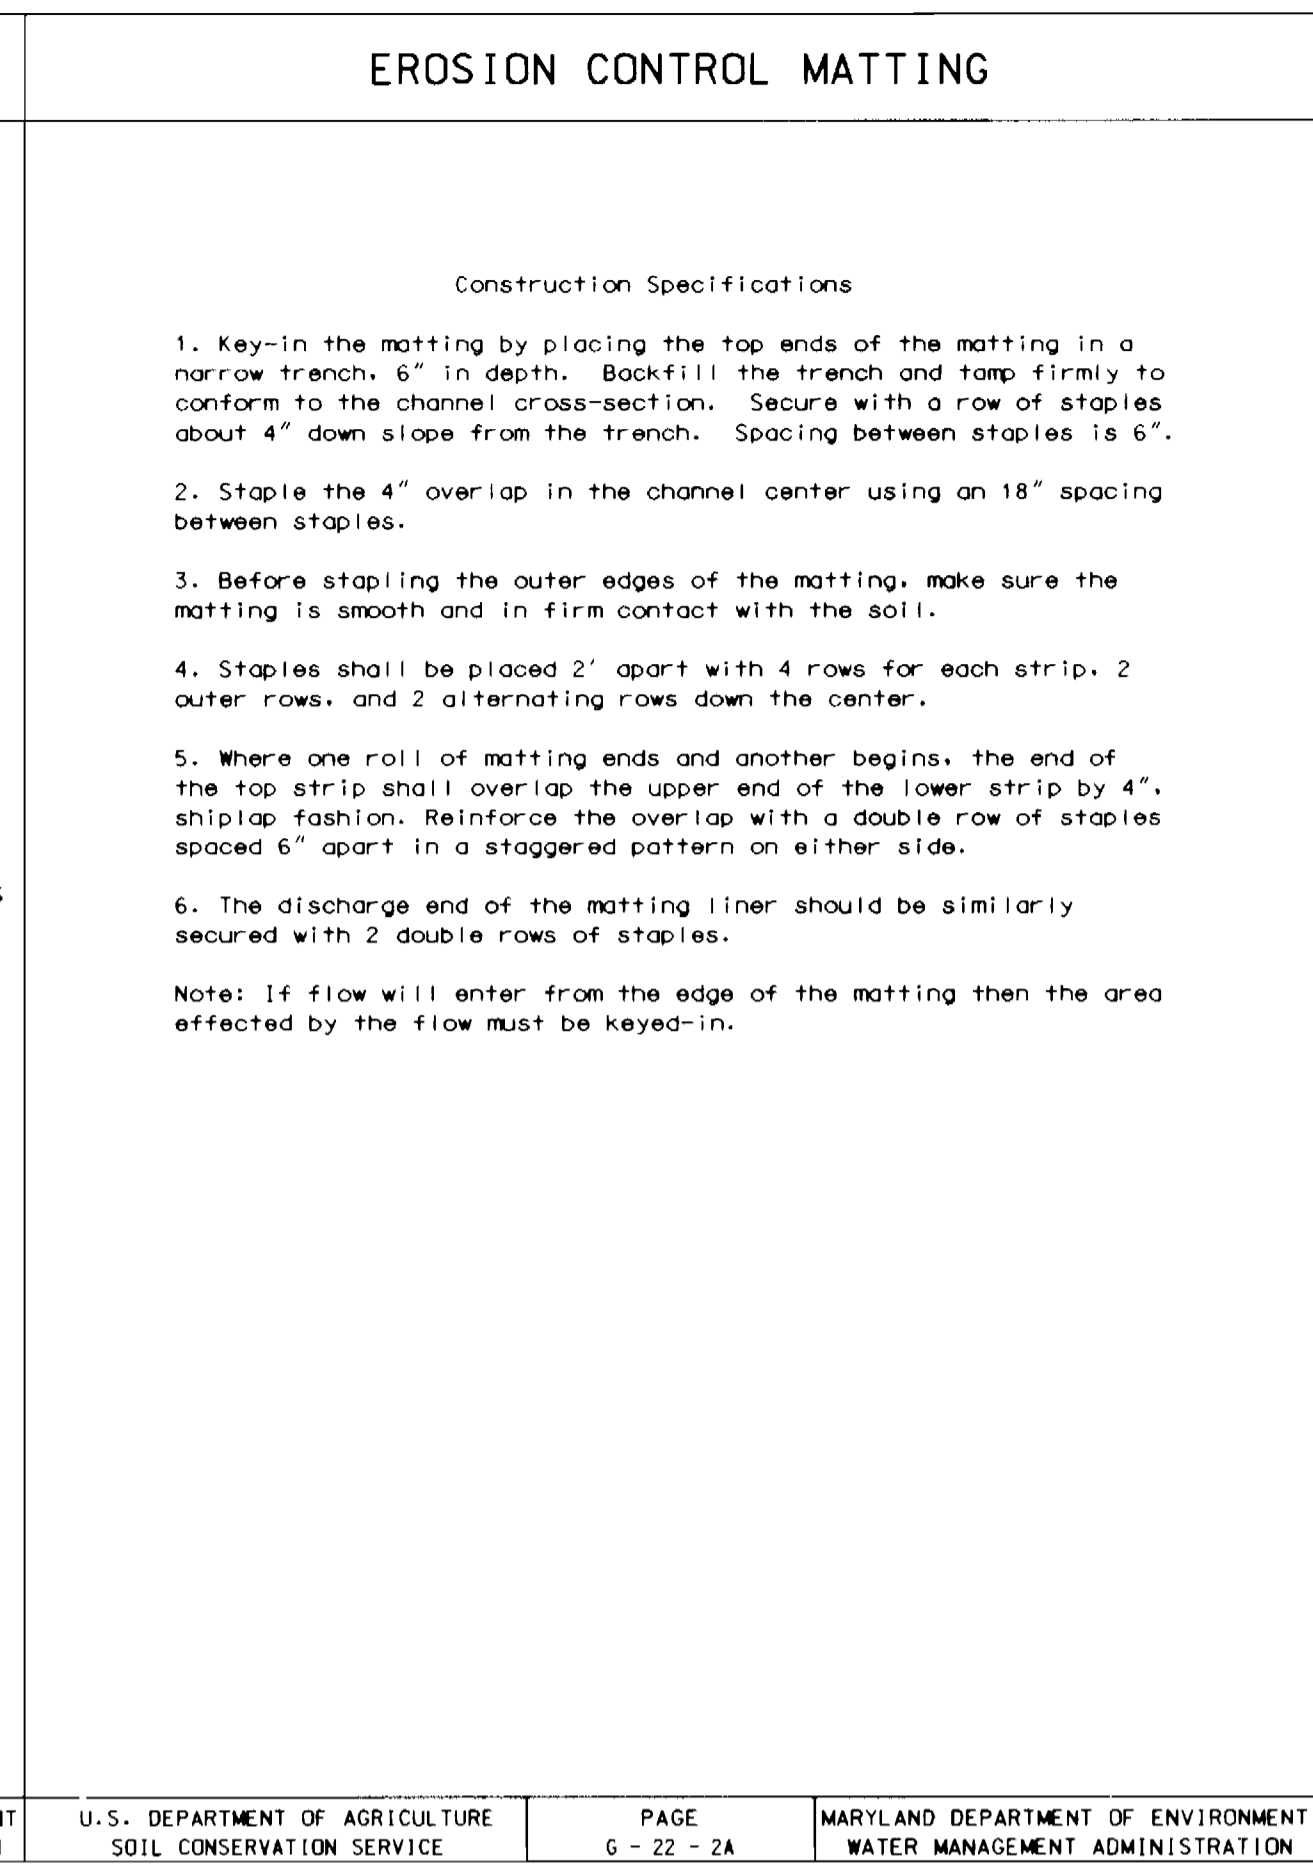 EROSION CONTROL MATTING
Construction Specifications
1. Key-in the matting by placing the top ends of the matting in a
narrow trench, 6" in depth. Backfill the trench and tamp firmly to
conform to the channel cross-section. Secure with a row of staples
about 4" down slope from the trench. Spacing between staples is 6".
2. Staple the 4" overlap in the channel center using an 18" spacing
between staples.
3. Before stapling the outer edges of the matting, make sure the
matting is smooth and in firm contact with the soil.
4. Staples shall be placed 2' apart with 4 rows for each strip, 2
outer rows, and 2 alternating rows down the center.
5. Where one roll of matting ends and another begins, the end of
the top strip shall overlap the upper end of the lower strip by 4",
shiplap fashion. Reinforce the overlap with a double row of staples
spaced 6" apart in a staggered pattern on either side.
6. The discharge end of the matting liner should be similarly
secured with 2 double rows of staples.
Note: If flow will enter from the edge of the matting then the area
effected by the flow must be keyed-in.
U.S. DEPARTMENT OF AGRICULTURE
SOIL CONSERVATION SERVICE
PAGE
G - 22 - 2A
MARYLAND DEPARTMENT OF ENVIRONMENT
WATER MANAGEMENT ADMINISTRATION